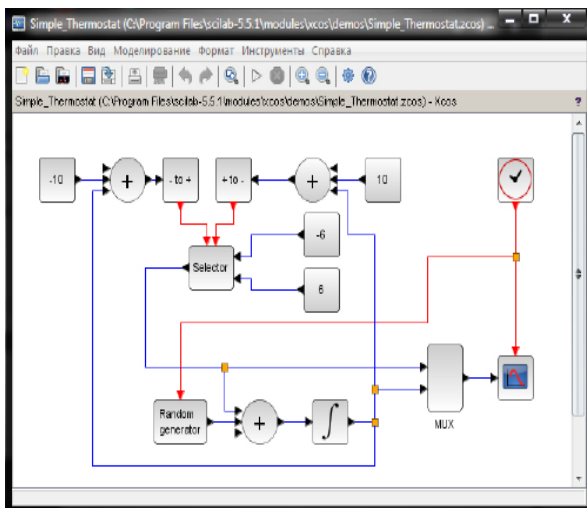 Simple_Thermostat (C:\Program Files\scilab-5.5.1\modules\xcos\demos\Simple_Thermostat.zcos) ...
Файл Правка Вид Моделирование Формат Инструменты Справка
Simple_Thermostat (C:\Program Files\scilab-5.5.1\modules\xcos\demos\Simple_Thermostat.zcos) - Xcos ?
-10 + - to + + to - + 10
-6
Selector
6
Random
generator
+ ∫
MUX